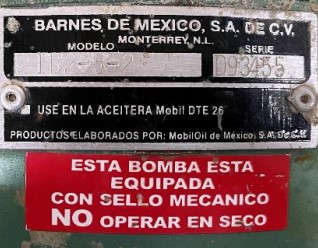 BARNES DE MEXICO, S.A. DE C.V.
MONTERREY, N.L.
MODELO SERIE
D93455
USE EN LA ACEITERA Mobil DTE 26
PRODUCTOS ELABORADOS POR: MobilOil de México, S.A. de C.V.
ESTA BOMBA ESTA
EQUIPADA
CON SELLO MECANICO
NO OPERAR EN SECO